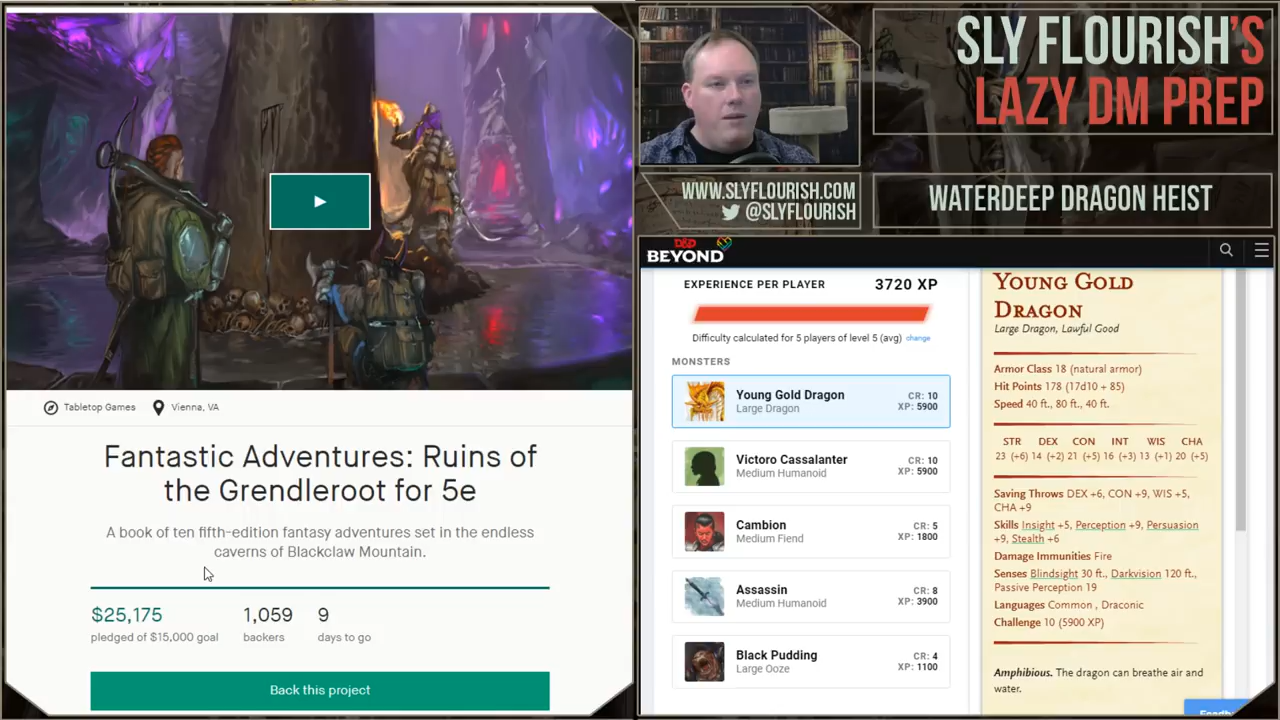 Tabletop Games
Vienna, VA
Fantastic Adventures: Ruins of
the Grendleroot for 5e
A book of ten fifth-edition fantasy adventures set in the endless
caverns of Blackclaw Mountain.
$25,175
pledged of $15,000 goal
1,059
backers
9
days to go
Back this project
SLY FLOURISH'S
LAZY DM PREP
WWW.SLYFLOURISH.COM
@SLYFLOURISH
WATERDEEP DRAGON HEIST
D&D
BEYOND
EXPERIENCE PER PLAYER 3720 XP
Difficulty calculated for 5 players of level 5 (avg) change
MONSTERS
Young Gold Dragon
Large Dragon
CR: 10
XP: 5900
Victoro Cassalanter
Medium Humanoid
CR: 10
XP: 5900
Cambion
Medium Fiend
CR: 5
XP: 1800
Assassin
Medium Humanoid
CR: 8
XP: 3900
Black Pudding
Large Ooze
CR: 4
XP: 1100
YOUNG GOLD
DRAGON
Large Dragon, Lawful Good
Armor Class 18 (natural armor)
Hit Points 178 (17d10 + 85)
Speed 40 ft., 80 ft., 40 ft.
STR DEX CON INT WIS CHA
23 (+6) 14 (+2) 21 (+5) 16 (+3) 13 (+1) 20 (+5)
Saving Throws DEX +6, CON +9, WIS +5,
CHA +9
Skills Insight +5, Perception +9, Persuasion
+9, Stealth +6
Damage Immunities Fire
Senses Blindsight 30 ft., Darkvision 120 ft.,
Passive Perception 19
Languages Common , Draconic
Challenge 10 (5900 XP)
Amphibious. The dragon can breathe air and
water.